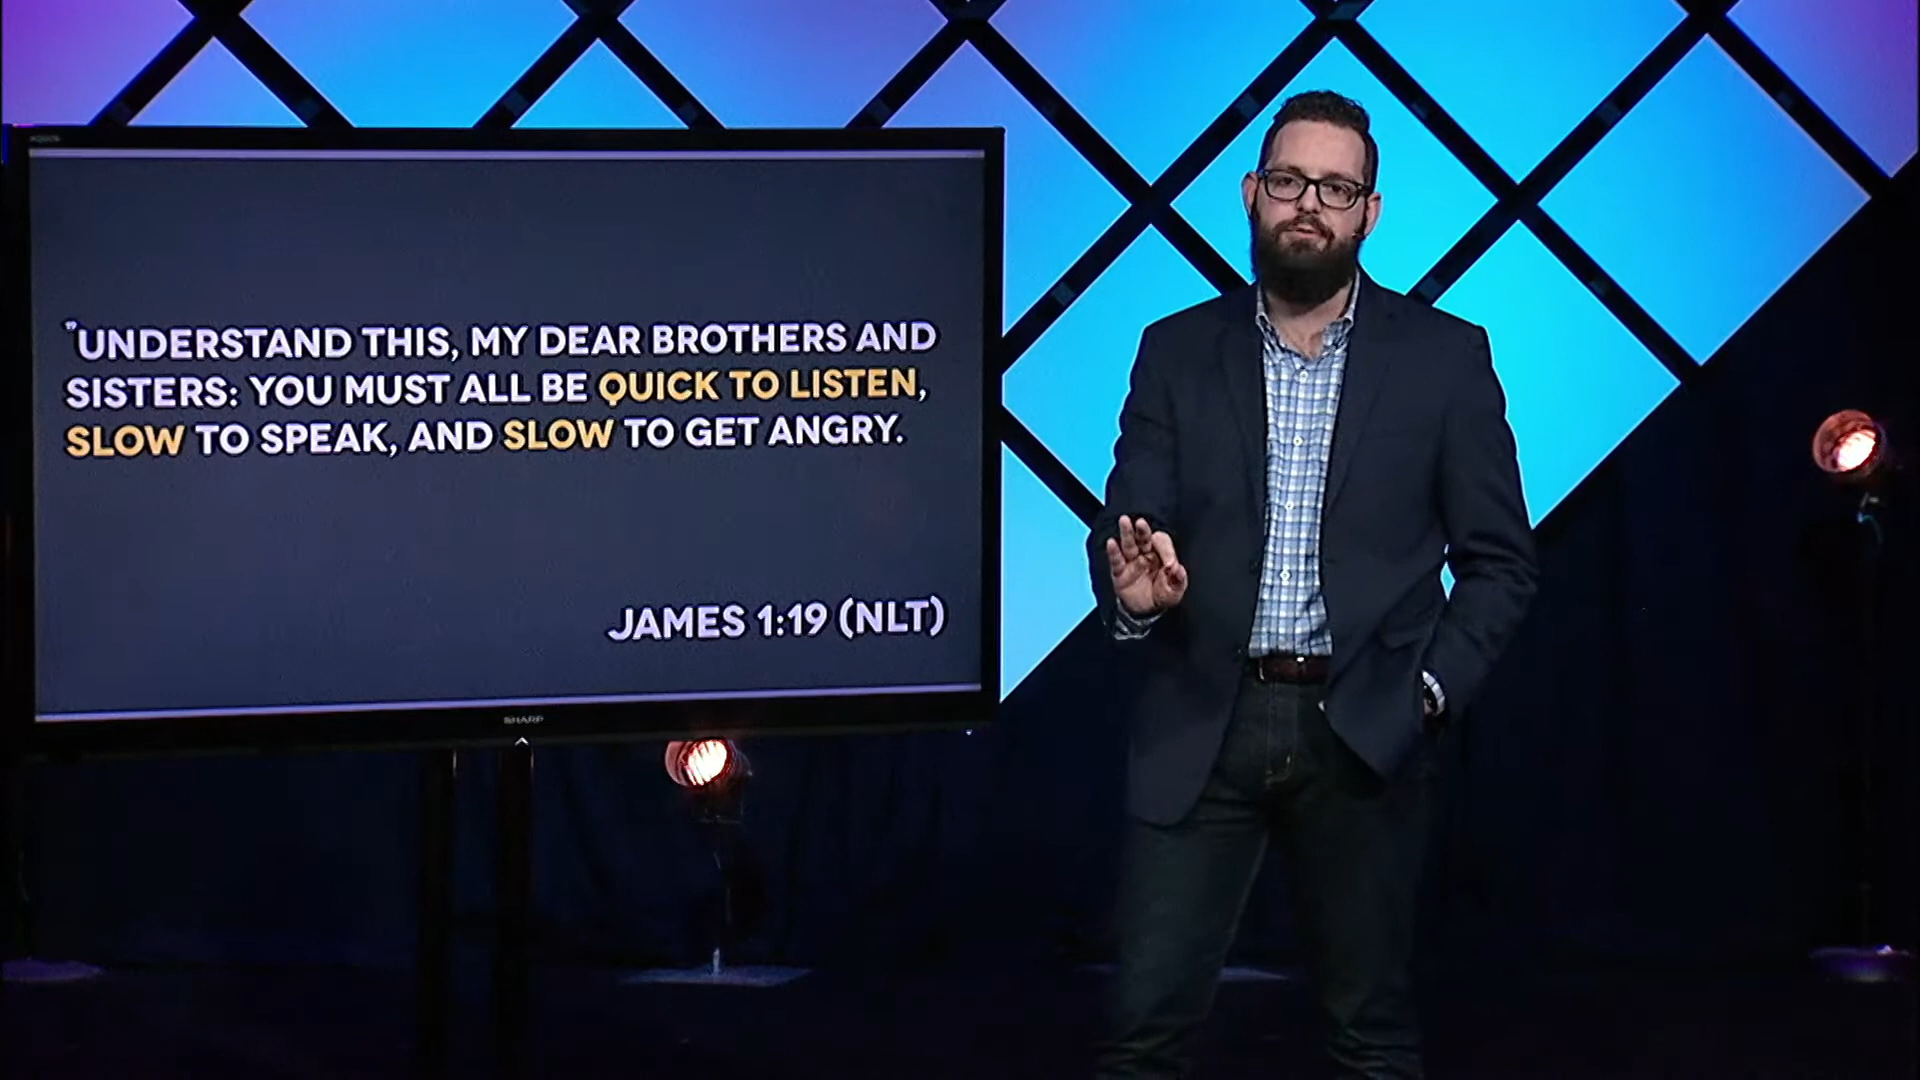 "UNDERSTAND THIS, MY DEAR BROTHERS AND
SISTERS: YOU MUST ALL BE QUICK TO LISTEN,
SLOW TO SPEAK, AND SLOW TO GET ANGRY.
JAMES 1:19 (NLT)
SHARP